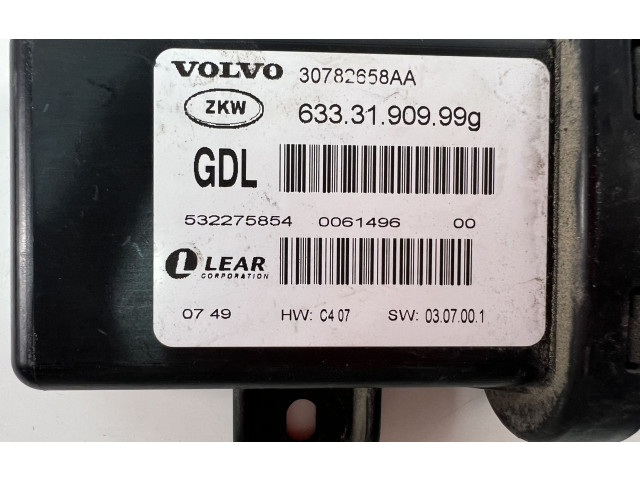 VOLVO 30782658AA
ZKW 633.31.909.99g
GDL
532275854 0061496 00
LEAR
CORPORATION
07 49 HW: C4 07 SW: 03.07.00.1